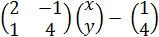 (2 -1
1 4)(x
y) - (1
4)